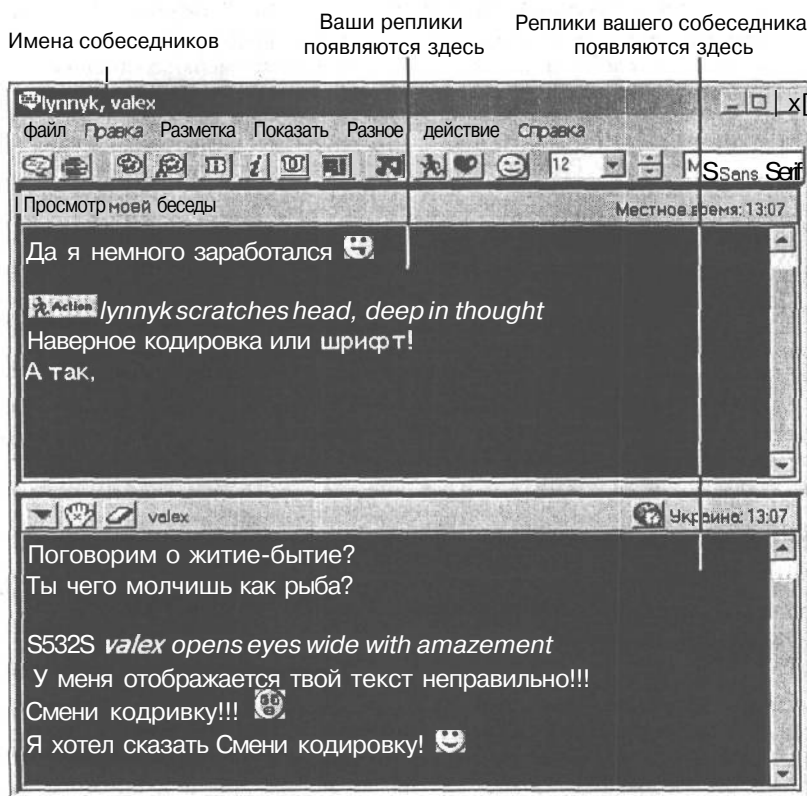 Имена собеседников
Ваши реплики
появляются здесь
Реплики вашего собеседника
появляются здесь
lynnyk, valex
файл Правка Разметка Показать Разное действие Справка
12
SSans Serif
Просмотр моей беседы Местное время: 13:07
Да я немного заработался
Action lynnyk scratches head, deep in thought
Наверное кодировка или шрифт!
А так,
valex Украина: 13:07
Поговорим о житие-бытие?
Ты чего молчишь как рыба?
S532S valex opens eyes wide with amazement
У меня отображается твой текст неправильно!!!
Смени кодривку!!!
Я хотел сказать Смени кодировку!